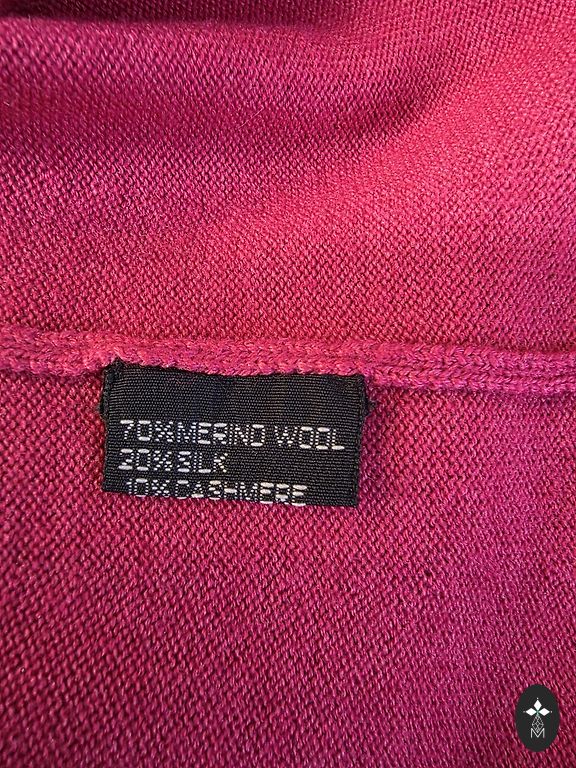 70% MERINO WOOL
20% SILK
10% CASHMERE
M